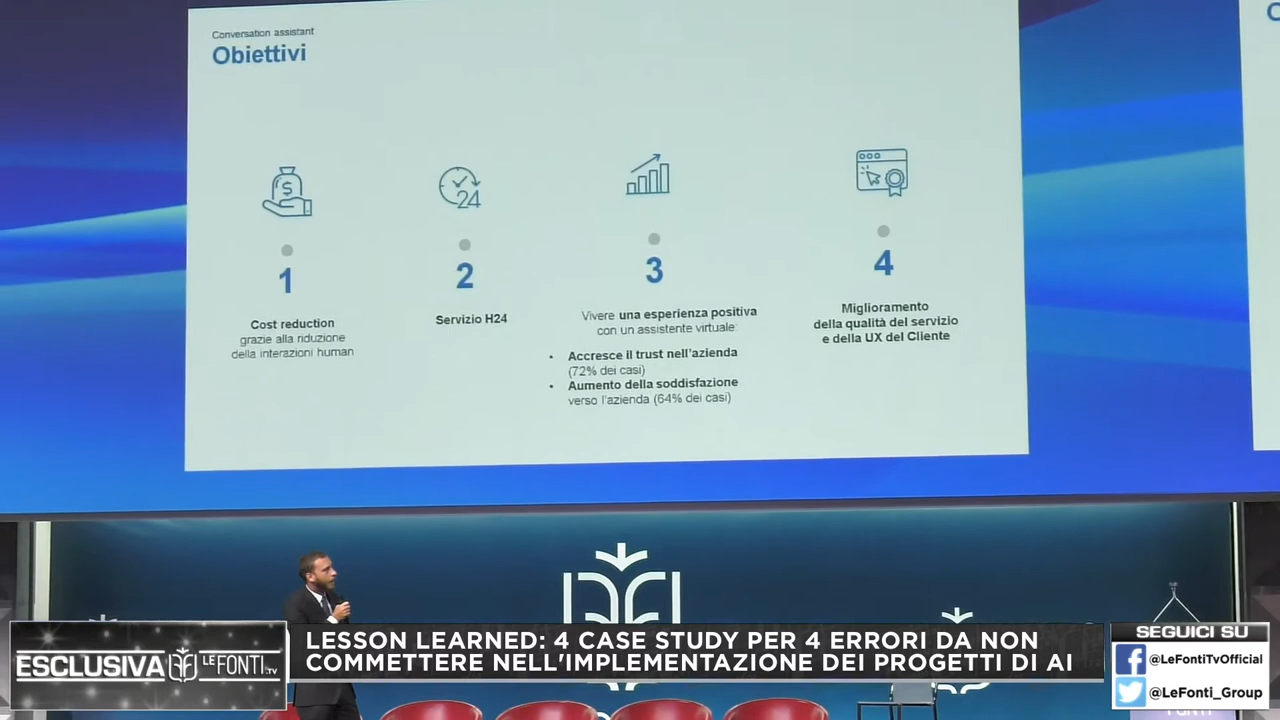 Conversation assistant
Obiettivi
$
24
1
2
3
4
Cost reduction
grazie alla riduzione
della interazioni human
Servizio H24
Vivere una esperienza positiva
con un assistente virtuale:
• Accresce il trust nell'azienda
(72% dei casi)
• Aumento della soddisfazione
verso l'azienda (64% dei casi)
Miglioramento
della qualità del servizio
e della UX del Cliente
ESCLUSIVA LE FONTI.TV
LESSON LEARNED: 4 CASE STUDY PER 4 ERRORI DA NON
COMMETTERE NELL'IMPLEMENTAZIONE DEI PROGETTI DI AI
SEGUICI SU
@LeFontiTvOfficial
@LeFonti_Group